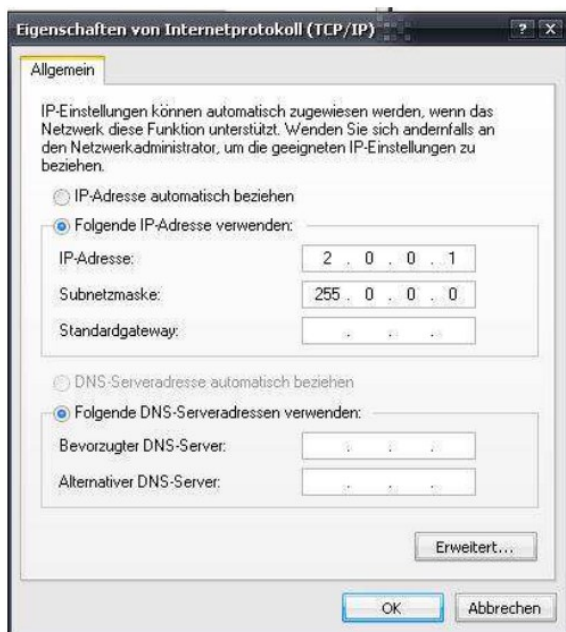 Eigenschaften von Internetprotokoll (TCP/IP)
Allgemein
IP-Einstellungen können automatisch zugewiesen werden, wenn das
Netzwerk diese Funktion unterstützt. Wenden Sie sich andernfalls an
den Netzwerkadministrator, um die geeigneten IP-Einstellungen zu
beziehen.
IP-Adresse automatisch beziehen
Folgende IP-Adresse verwenden:
IP-Adresse: 2 . 0 . 0 . 1
Subnetzmaske: 255 . 0 . 0 . 0
Standardgateway: . . .
DNS-Serveradresse automatisch beziehen
Folgende DNS-Serveradressen verwenden:
Bevorzugter DNS-Server: . . .
Alternativer DNS-Server: . . .
Erweitert...
OK Abbrechen